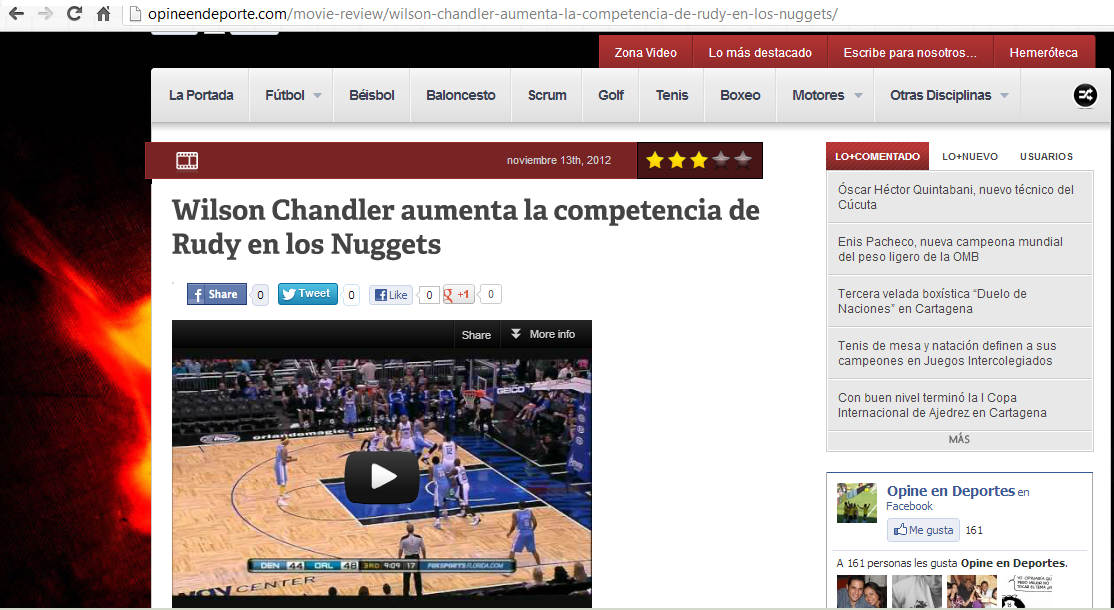 opineendeporte.com/movie-review/wilson-chandler-aumenta-la-competencia-de-rudy-en-los-nuggets/
Zona Video Lo más destacado Escribe para nosotros... Hemeróteca
La Portada Fútbol Béisbol Baloncesto Scrum Golf Tenis Boxeo Motores Otras Disciplinas
noviembre 13th, 2012
Wilson Chandler aumenta la competencia de
Rudy en los Nuggets
Share 0 Tweet 0 Like 0 +1 0
Share More info
GEICO
orlandomagic.com
12
DEN 44 ORL 48 3RD 9:09 17 FOXSPORTSFLORIDA.COM
LO+COMENTADO LO+NUEVO USUARIOS
Óscar Héctor Quintabani, nuevo técnico del
Cúcuta
Enis Pacheco, nueva campeona mundial
del peso ligero de la OMB
Tercera velada boxística “Duelo de
Naciones” en Cartagena
Tenis de mesa y natación definen a sus
campeones en Juegos Intercolegiados
Con buen nivel terminó la I Copa
Internacional de Ajedrez en Cartagena
MÁS
Opine en Deportes en
Facebook
Me gusta 161
A 161 personas les gusta Opine en Deportes.